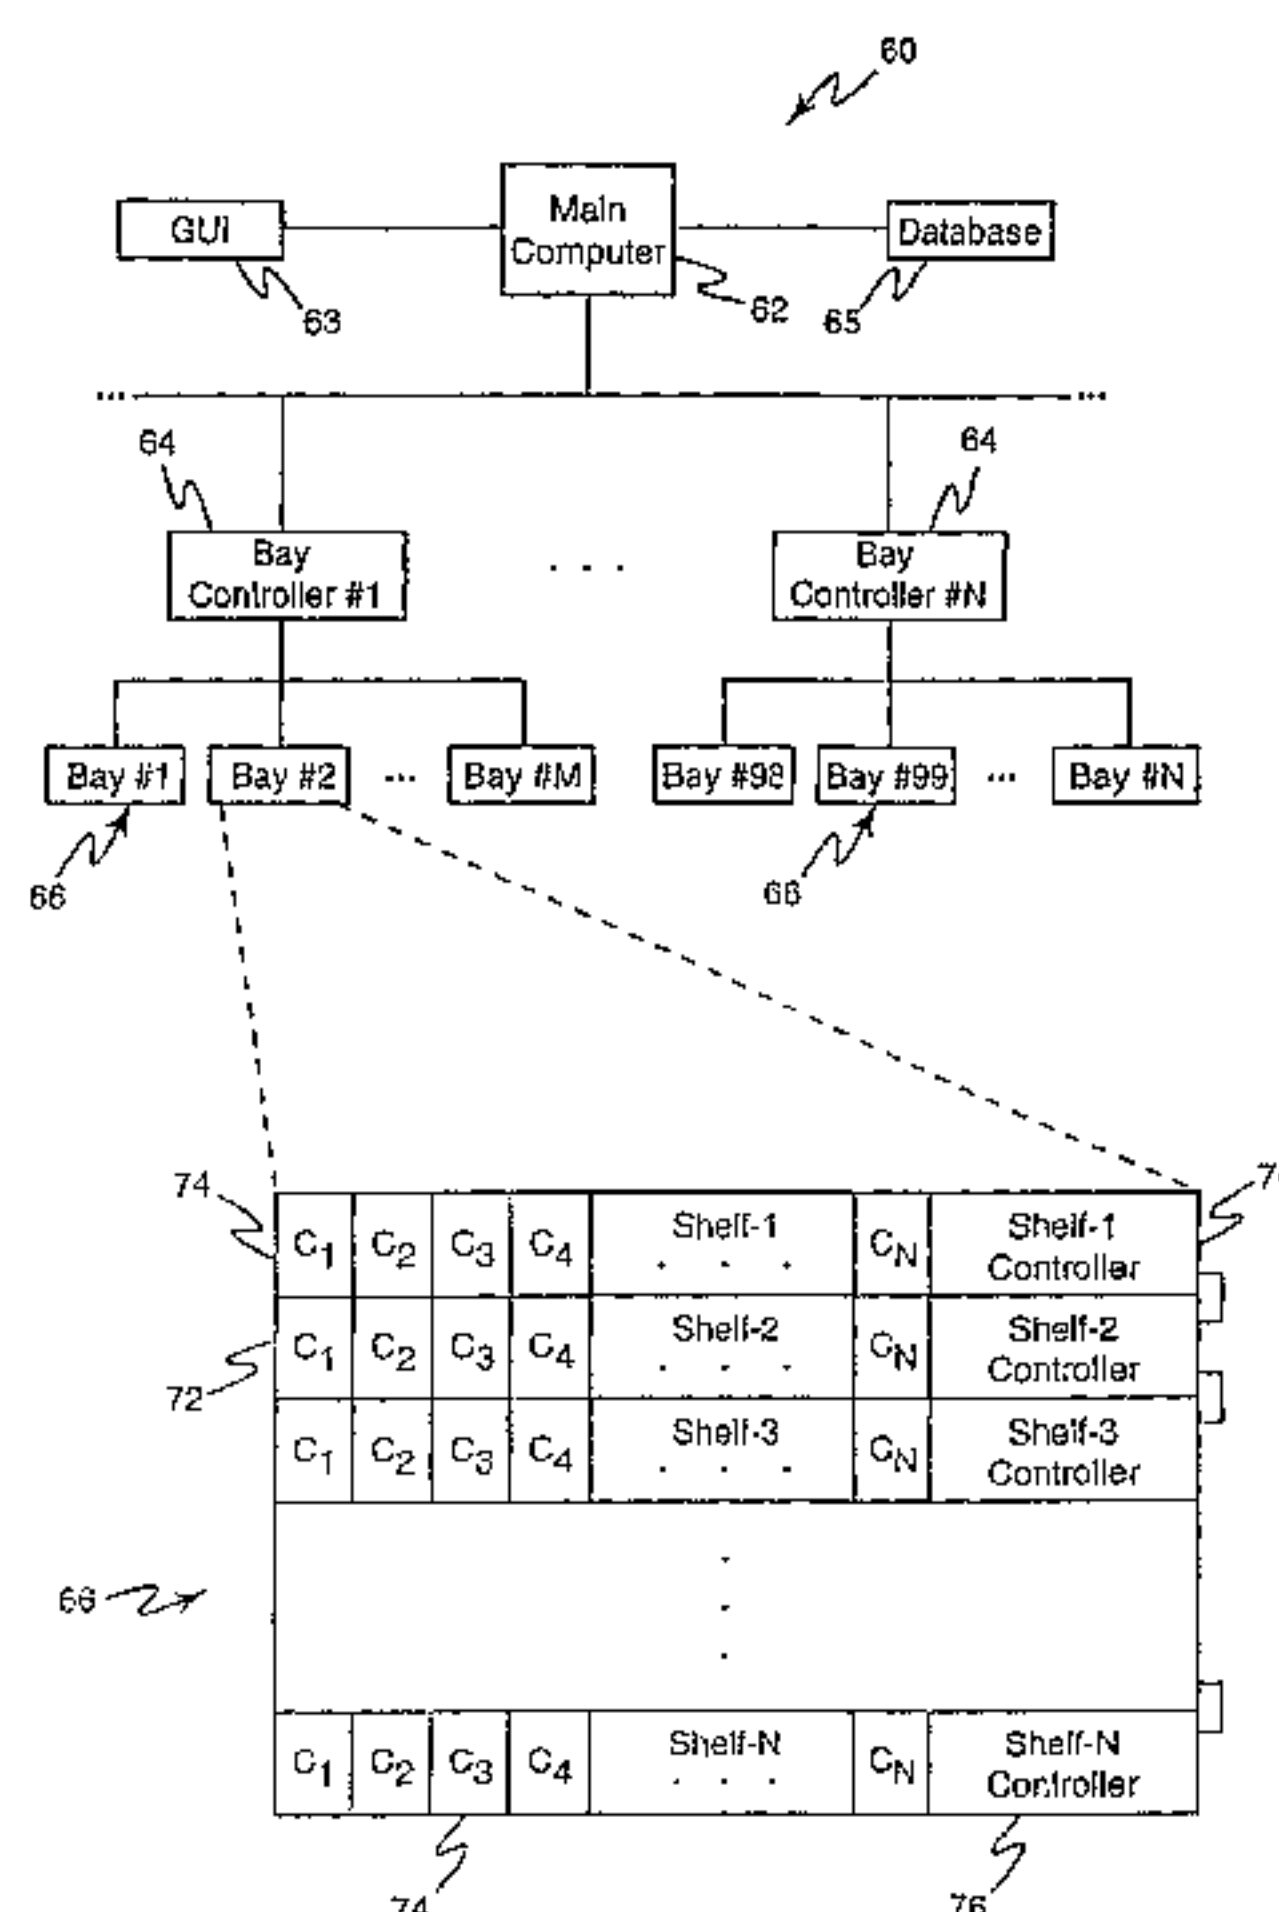 60
Main
Computer
GUI
Database
63
62
65
...
...
64
64
Bay
Controller #1
. . .
Bay
Controller #N
Bay #1
Bay #2
...
Bay #M
Bay #98
Bay #99
...
Bay #N
66
66
74
C1 C2 C3 C4 Shelf-1 . . . CN Shelf-1
Controller
72
C1 C2 C3 C4 Shelf-2 . . . CN Shelf-2
Controller
C1 C2 C3 C4 Shelf-3 . . . CN Shelf-3
Controller
66
C1 C2 C3 C4 Shelf-N . . . CN Shelf-N
Controller
74
76